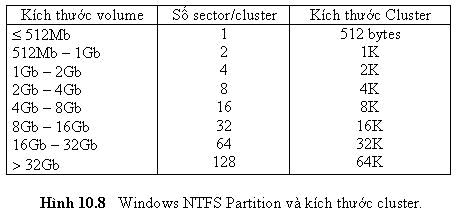 Kích thước volume Số sector/cluster Kích thước Cluster
≤ 512Mb 1 512 bytes
512Mb – 1Gb 2 1K
1Gb – 2Gb 4 2K
2Gb – 4Gb 8 4K
4Gb – 8Gb 16 8K
8Gb – 16Gb 32 16K
16Gb – 32Gb 64 32K
> 32Gb 128 64K
Hình 10.8 Windows NTFS Partition và kích thước cluster.